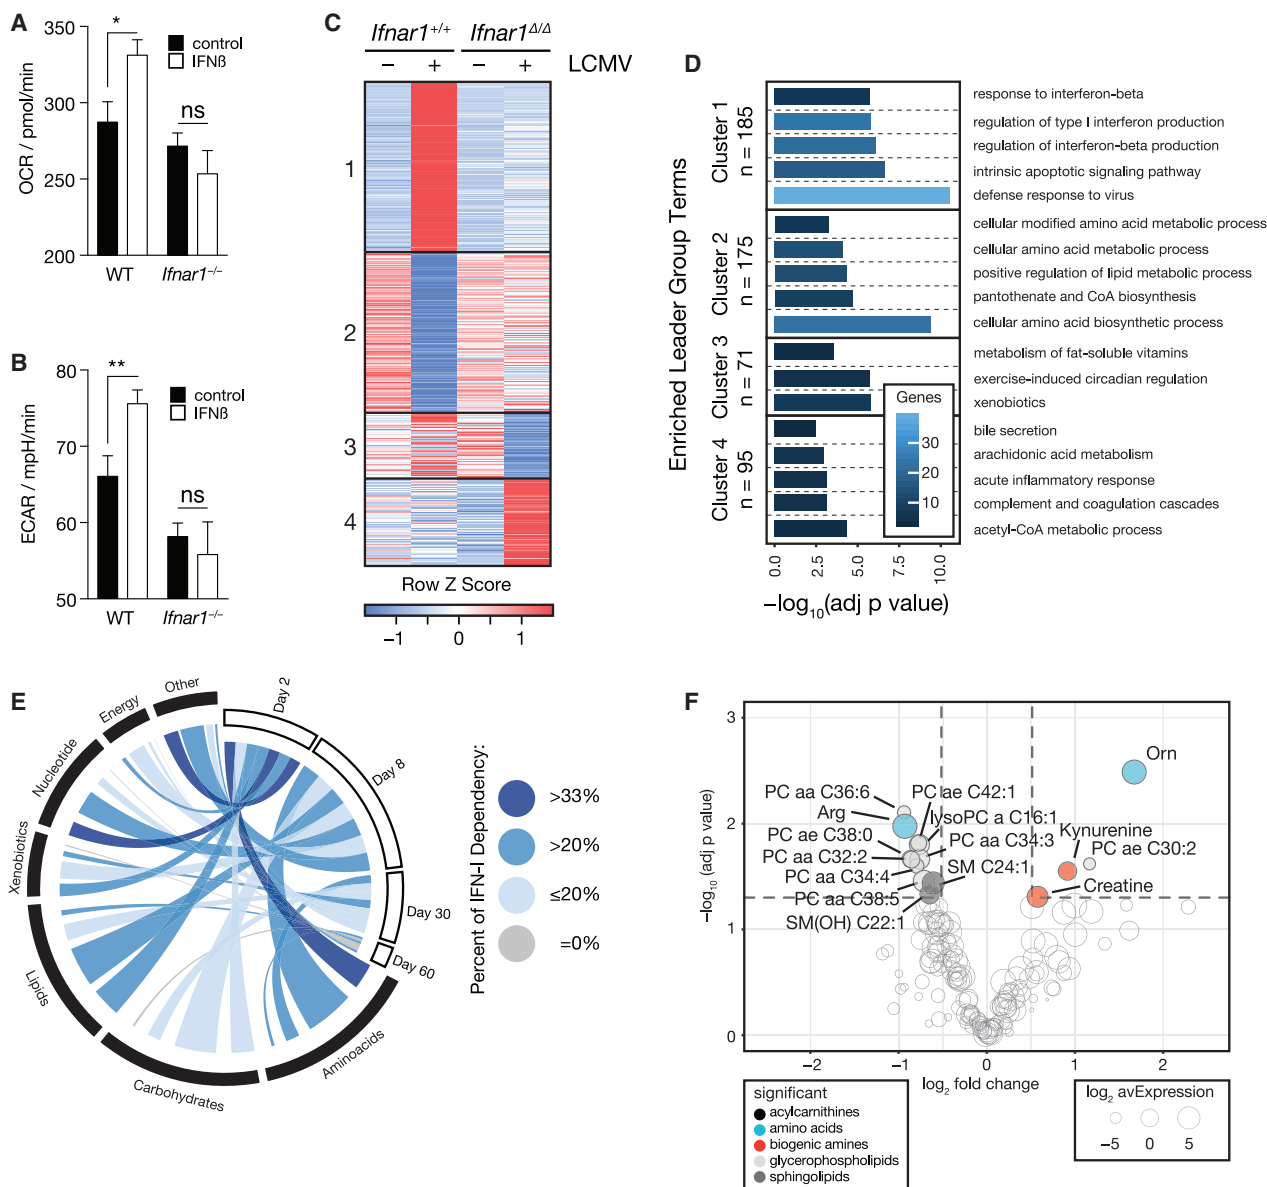 A
350
300
250
200
OCR / pmol/min
*
ns
control
IFNß
WT
Ifnar1−/−
B
80
70
60
50
ECAR / mpH/min
**
ns
control
IFNß
WT
Ifnar1−/−
C
Ifnar1+/+ Ifnar1Δ/Δ
− + − + LCMV
1
2
3
4
Row Z Score
−1 0 1
D
Enriched Leader Group Terms
Cluster 1
n = 185
response to interferon-beta
regulation of type I interferon production
regulation of interferon-beta production
intrinsic apoptotic signaling pathway
defense response to virus
Cluster 2
n = 175
cellular modified amino acid metabolic process
cellular amino acid metabolic process
positive regulation of lipid metabolic process
pantothenate and CoA biosynthesis
cellular amino acid biosynthetic process
Cluster 3
n = 71
metabolism of fat-soluble vitamins
exercise-induced circadian regulation
xenobiotics
Cluster 4
n = 95
bile secretion
arachidonic acid metabolism
acute inflammatory response
complement and coagulation cascades
acetyl-CoA metabolic process
Genes
30
20
10
0.0 2.5 5.0 7.5 10.0
−log10(adj p value)
E
Day 2
Day 8
Day 30
Day 60
Aminoacids
Carbohydrates
Lipids
Xenobiotics
Nucleotide
Energy
Other
Percent of IFN-I Dependency:
>33%
>20%
≤20%
=0%
F
3
2
1
0
−log10 (adj p value)
Orn
PC aa C36:6
PC ae C42:1
Arg
lysoPC a C16:1
PC ae C38:0
PC aa C34:3
Kynurenine
PC ae C30:2
PC aa C32:2
SM C24:1
PC aa C34:4
Creatine
PC aa C38:5
SM(OH) C22:1
−2 −1 0 1 2
log2 fold change
significant
acylcarnithines
amino acids
biogenic amines
glycerophospholipids
sphingolipids
log2 avExpression
−5 0 5